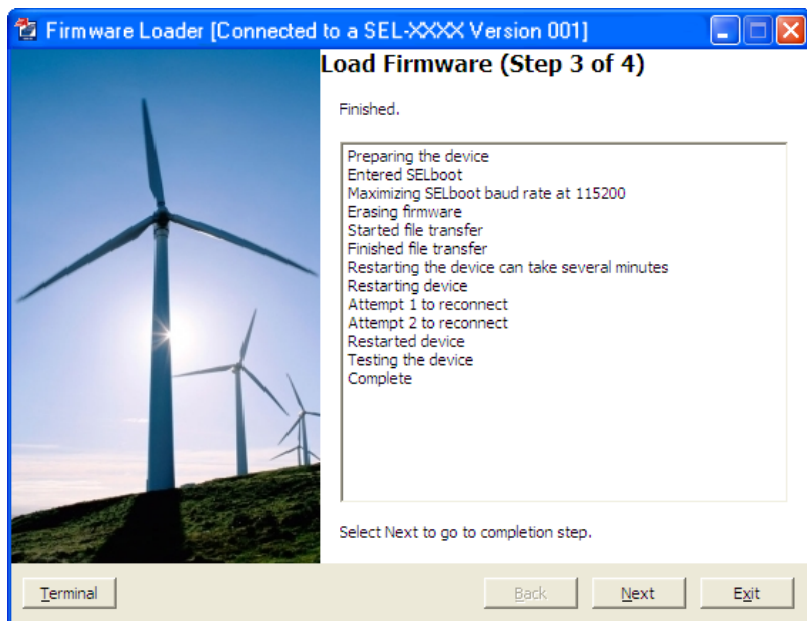 Firmware Loader [Connected to a SEL-XXXX Version 001]
Load Firmware (Step 3 of 4)
Finished.
Preparing the device
Entered SELboot
Maximizing SELboot baud rate at 115200
Erasing firmware
Started file transfer
Finished file transfer
Restarting the device can take several minutes
Restarting device
Attempt 1 to reconnect
Attempt 2 to reconnect
Restarted device
Testing the device
Complete
Select Next to go to completion step.
Terminal Back Next Exit